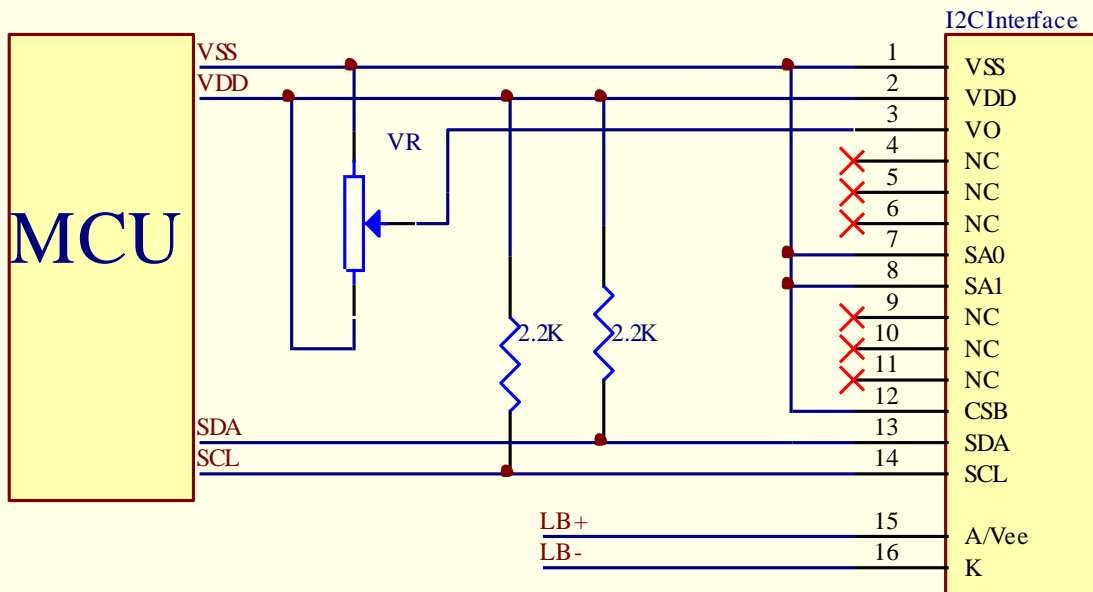 I2CInterface
VSS
1
VSS
VDD
2
VDD
3
VO
VR
4
NC
5
NC
6
NC
MCU
7
SA0
8
SA1
9
NC
2.2K
2.2K
10
NC
11
NC
12
CSB
SDA
13
SDA
SCL
14
SCL
LB+
15
A/Vee
LB-
16
K